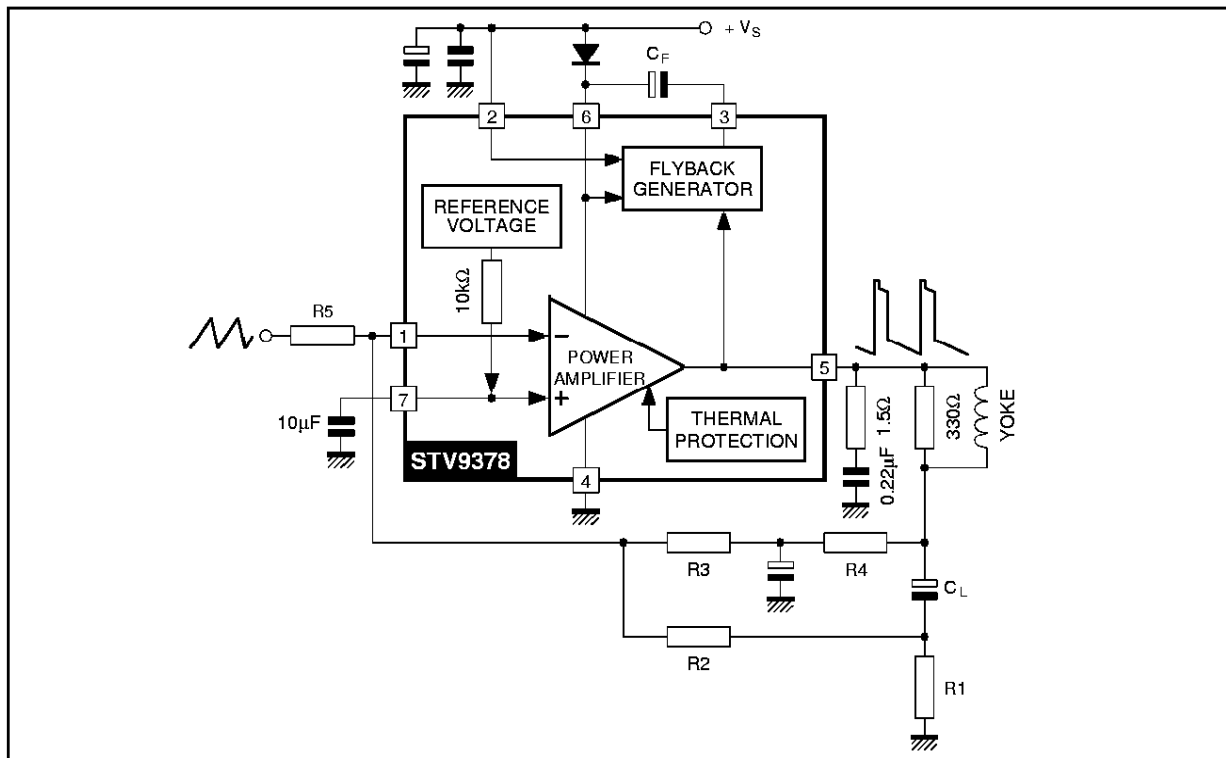 + V_S
C_F
2
6
3
FLYBACK
GENERATOR
REFERENCE
VOLTAGE
10kΩ
R5
1
−
POWER
AMPLIFIER
5
7
+
10µF
THERMAL
PROTECTION
1.5Ω
0.22µF
330Ω
YOKE
STV9378
4
R3
R4
C_L
R2
R1